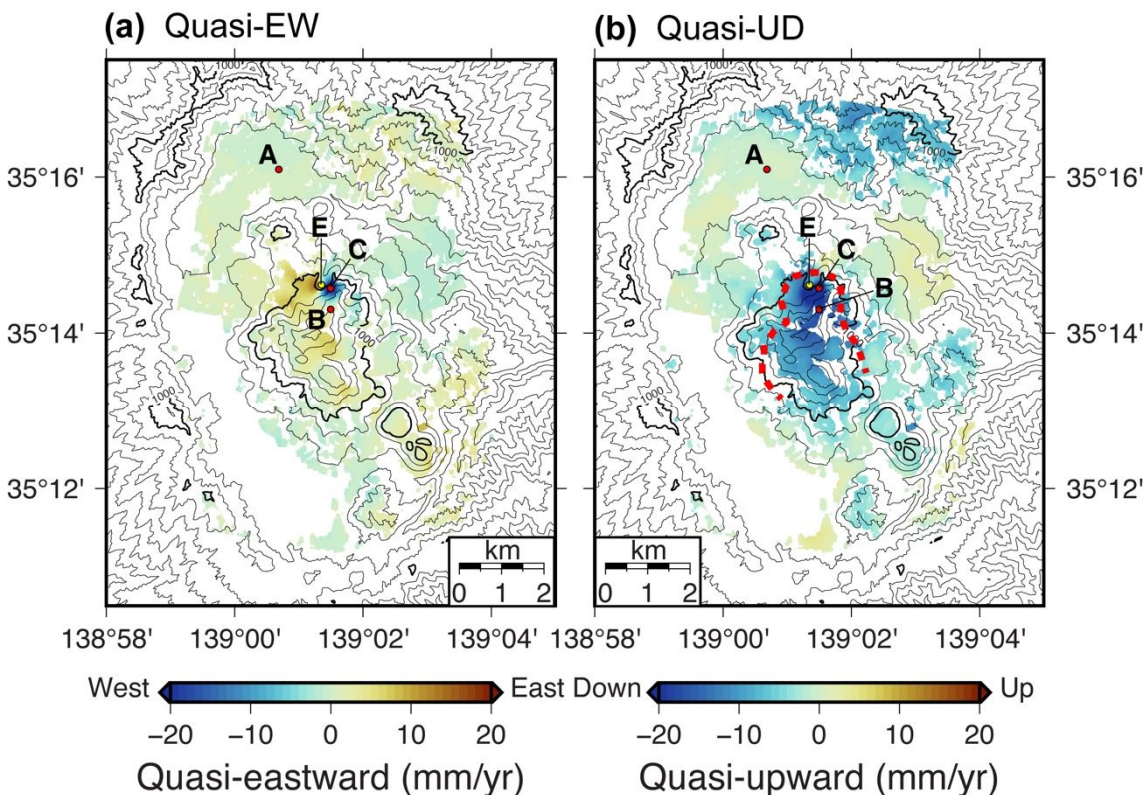 (a) Quasi-EW
(b) Quasi-UD
A
E
C
B
1000
1000
1000
1000
35°16'
35°14'
35°12'
km
0 1 2
138°58' 139°00' 139°02' 139°04'
A
E
C
B
1000
1000
1000
35°16'
35°14'
35°12'
km
0 1 2
138°58' 139°00' 139°02' 139°04'
West East
−20 −10 0 10 20
Quasi-eastward (mm/yr)
Down Up
−20 −10 0 10 20
Quasi-upward (mm/yr)